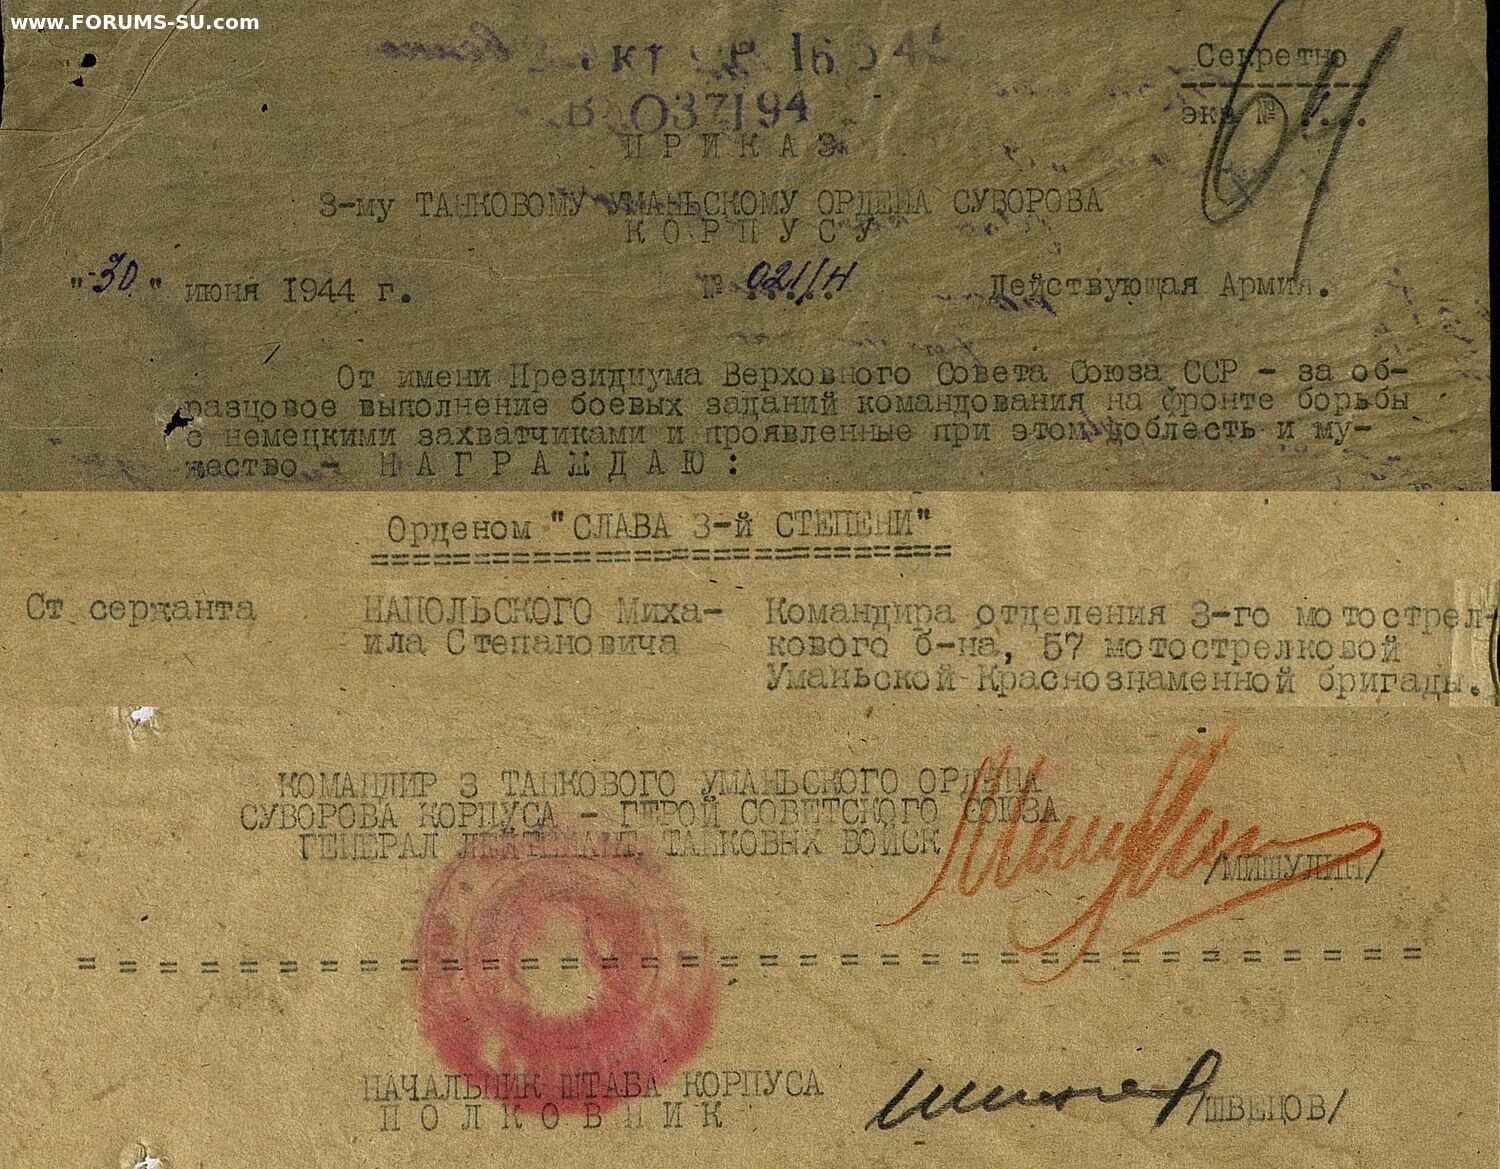 www.FORUMS-SU.com
Секретно
экз №
64
В 037194
ПРИКАЗ
3-му ТАНКОВОМУ УМАНЬСКОМУ ОРДЕНА СУВОРОВА
КОРПУСУ
"30" июня 1944 г. № 021/Н Действующая Армия.
От имени Президиума Верховного Совета Союза ССР - за об-
разцовое выполнение боевых заданий командования на фронте борьбы
с немецкими захватчиками и проявленные при этом доблесть и му-
жество - НАГРАЖДАЮ:
Орденом "СЛАВА 3-й СТЕПЕНИ"
Ст сержанта НАПОЛЬСКОГО Миха- Командира отделения 3-го мотострел-
ила Степановича кового б-на, 57 мотострелковой
Уманьской Краснознаменной бригады.
КОМАНДИР 3 ТАНКОВОГО УМАНЬСКОГО ОРДЕНА
СУВОРОВА КОРПУСА - ГЕРОЙ СОВЕТСКОГО СОЮЗА
ГЕНЕРАЛ ЛЕЙТЕНАНТ ТАНКОВЫХ ВОЙСК /МИШУЛИН/
НАЧАЛЬНИК ШТАБА КОРПУСА
ПОЛКОВНИК /ШВЕЦОВ/